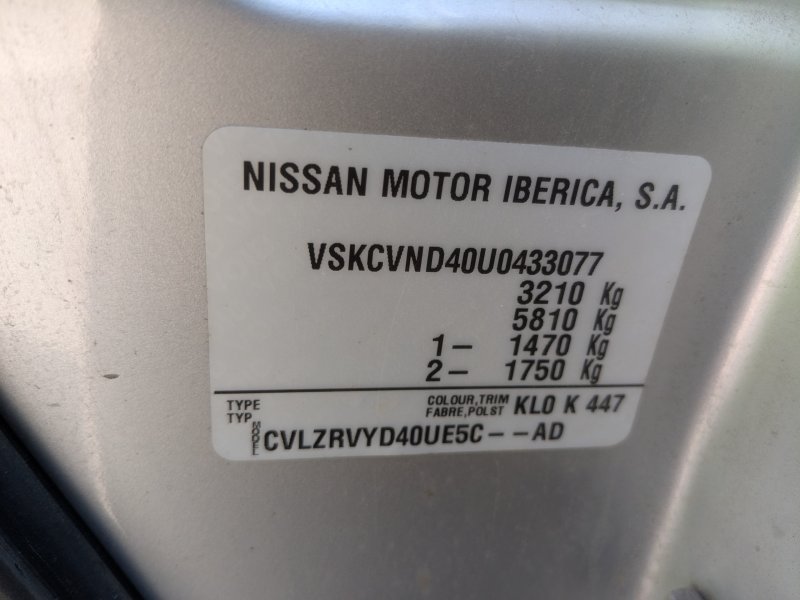 NISSAN MOTOR IBERICA, S.A.
VSKCVND40U0433077
3210 Kg
5810 Kg
1- 1470 Kg
2- 1750 Kg
TYPE COLOUR,TRIM KL0 K 447
TYP FABRE,POLST
MODEL CVLZRVYD40UE5C--AD